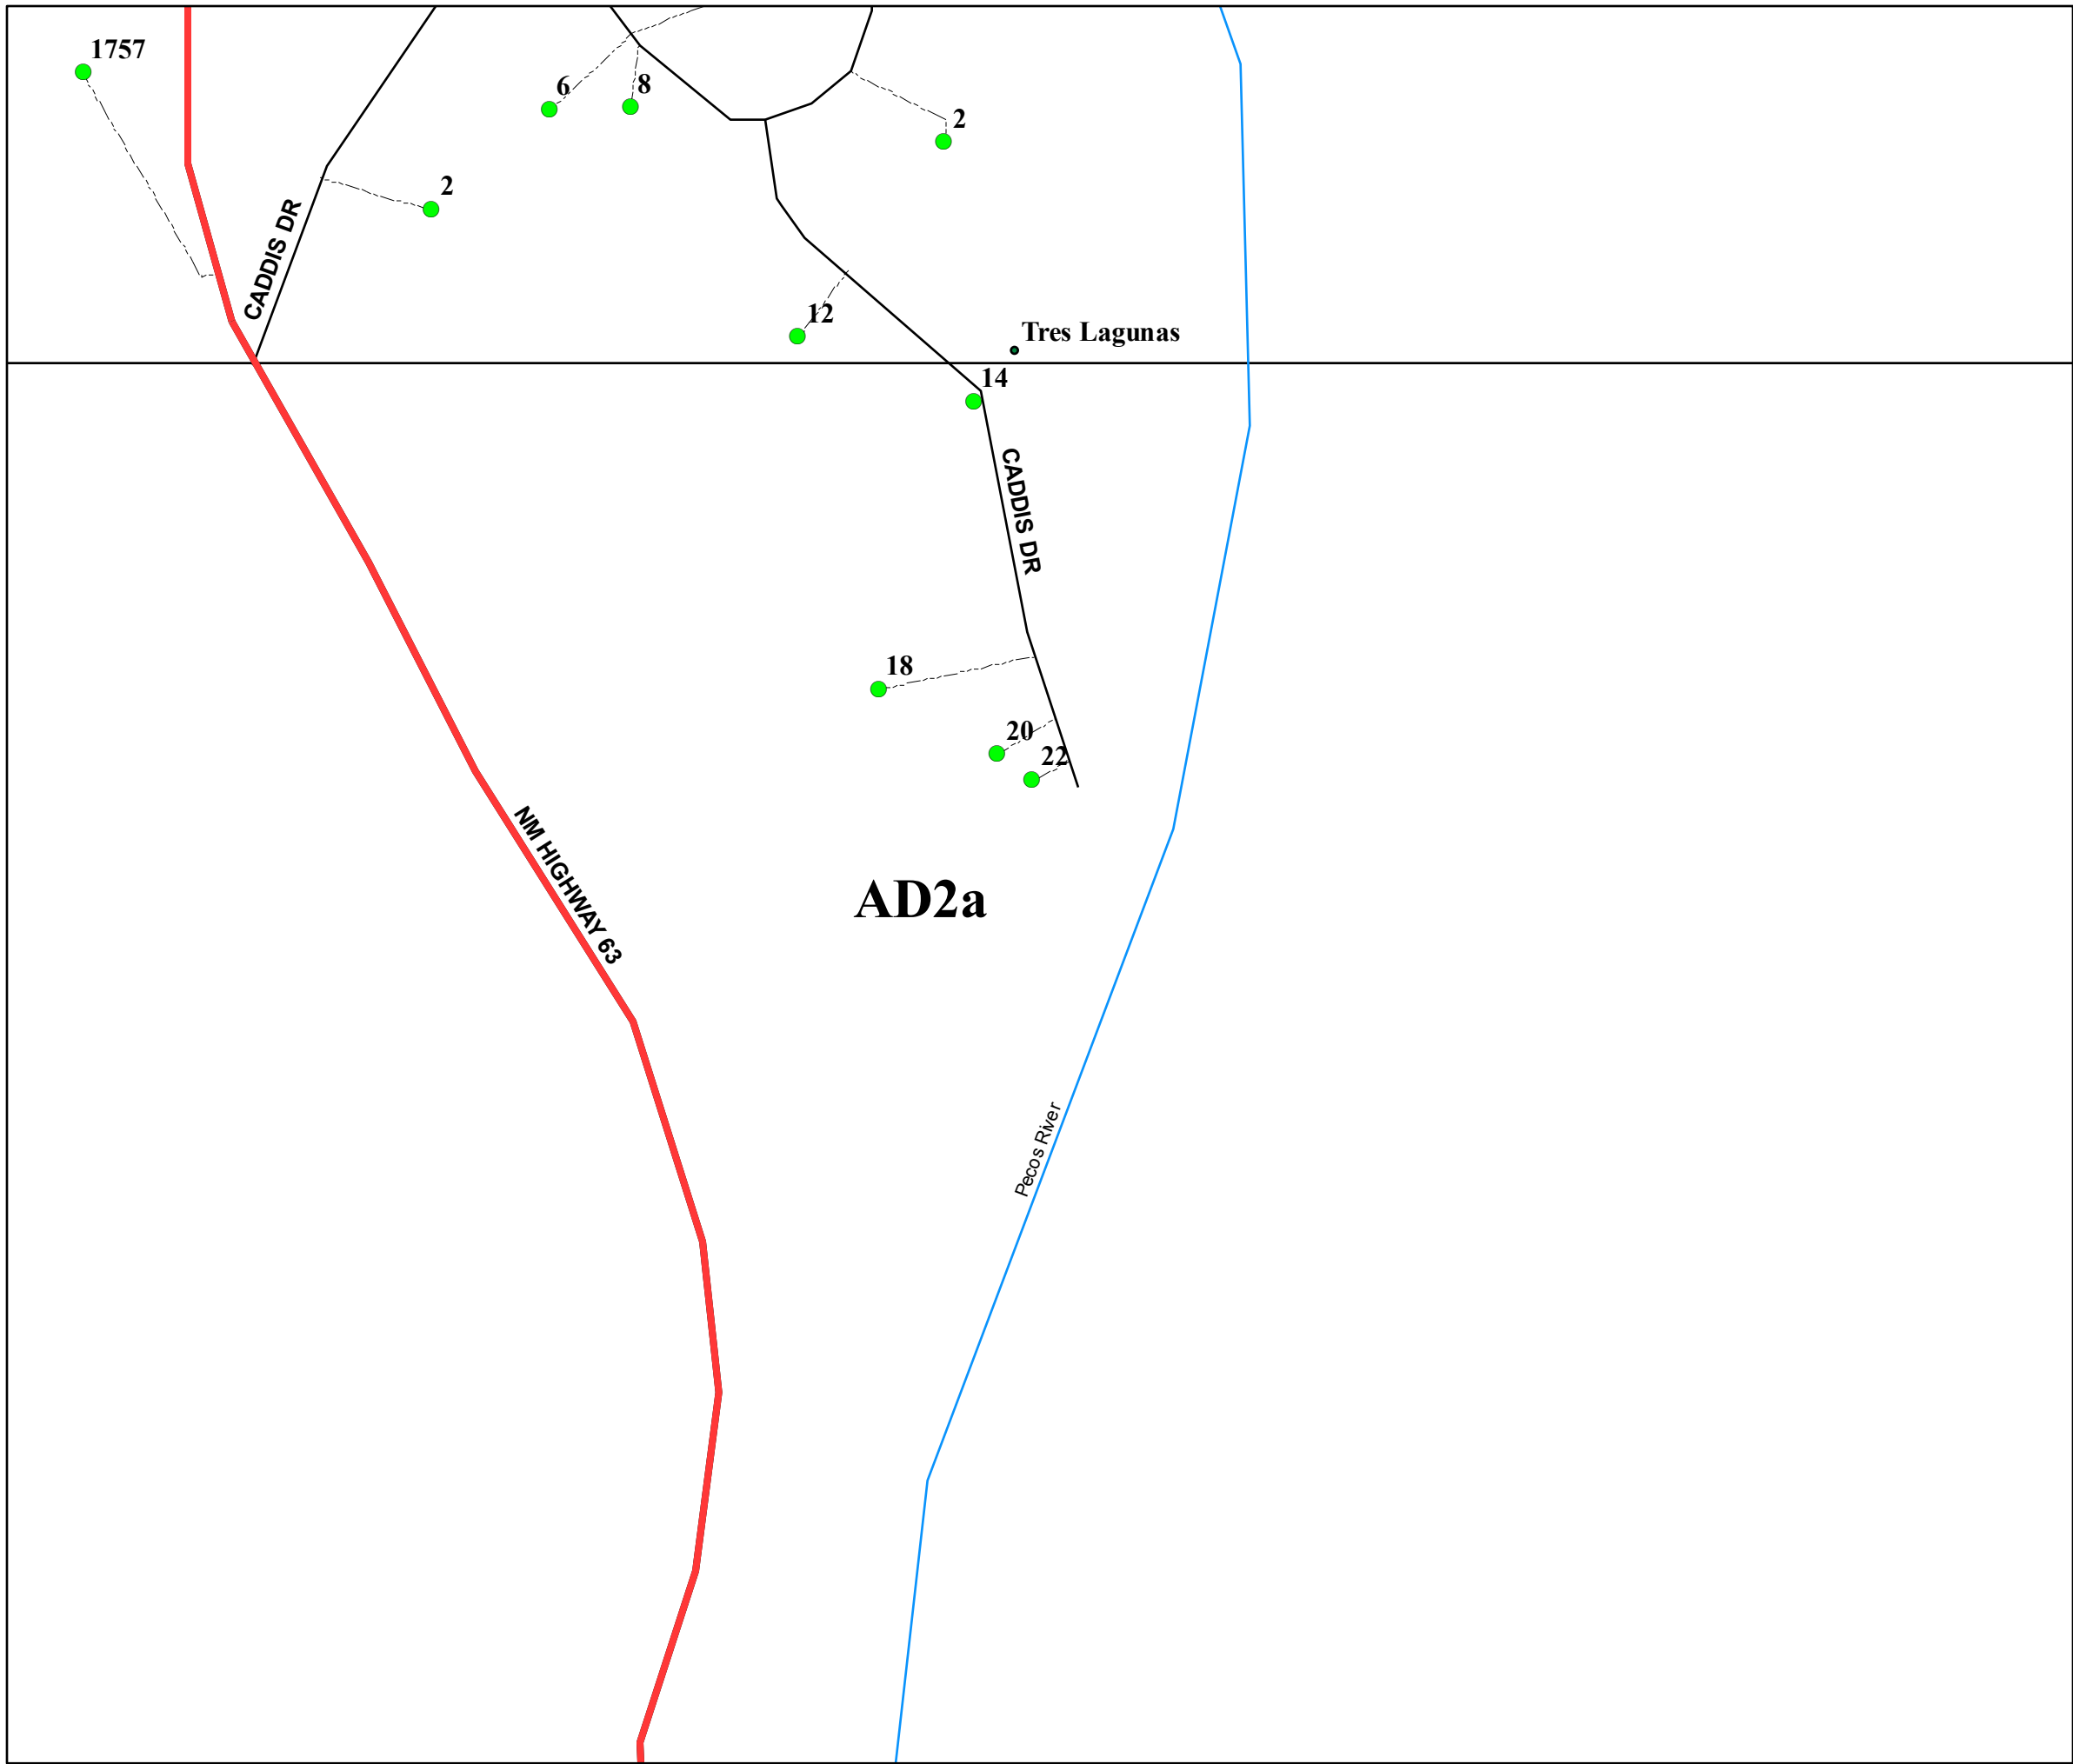 1757
6
8
2
2
CADDIS DR
12
Tres Lagunas
14
CADDIS DR
18
20
22
NM HIGHWAY 63
AD2a
Pecos River